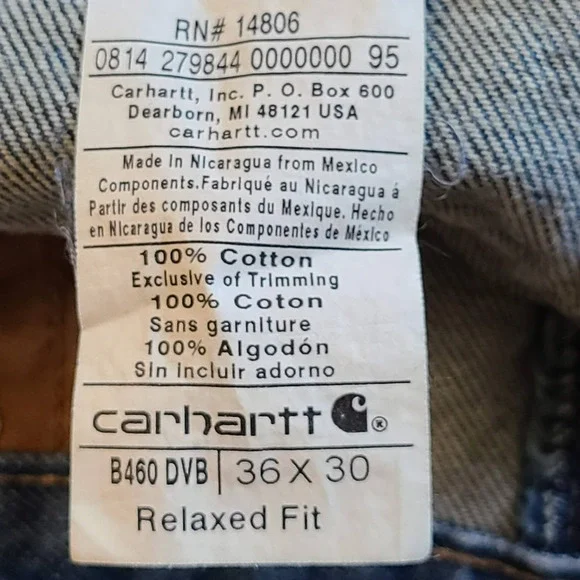 RN# 14806
0814 279844 0000000 95
Carhartt, Inc. P. O. Box 600
Dearborn, MI 48121 USA
carhartt.com
Made In Nicaragua from Mexico
Components.Fabriqué au Nicaragua á
Partir des composants du Mexique. Hecho
en Nicaragua de los Componentes de México
100% Cotton
Exclusive of Trimming
100% Coton
Sans garniture
100% Algodón
Sin incluir adorno
carhartt ®
B460 DVB | 36 X 30
Relaxed Fit